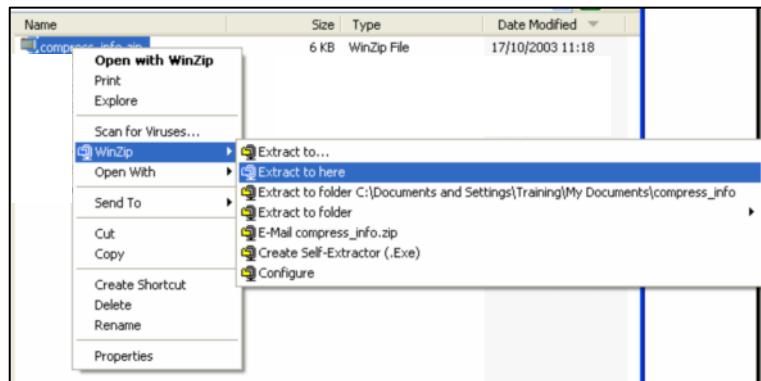 Name Size Type Date Modified
compress_info.zip 6 KB WinZip File 17/10/2003 11:18
Open with WinZip
Print
Explore
Scan for Viruses...
WinZip
Open With
Send To
Cut
Copy
Create Shortcut
Delete
Rename
Properties
Extract to...
Extract to here
Extract to folder C:\Documents and Settings\Training\My Documents\compress_info
Extract to folder
E-Mail compress_info.zip
Create Self-Extractor (.Exe)
Configure